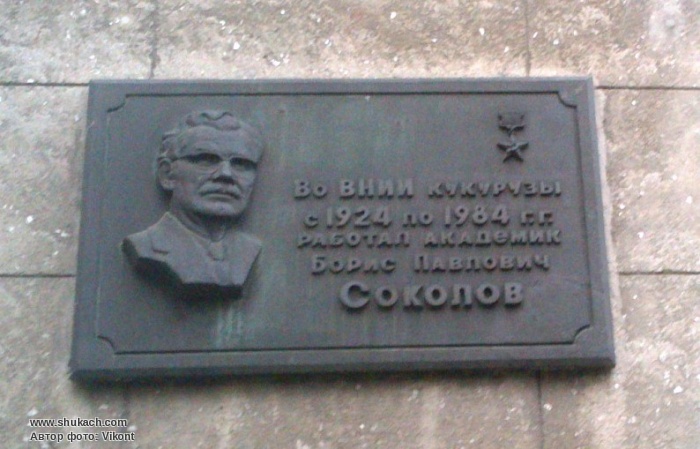 Во ВНИИ кукурузы
с 1924 по 1984 г.г.
работал академик
Борис Павлович
Соколов
www.shukach.com
Автор фото: Vikont